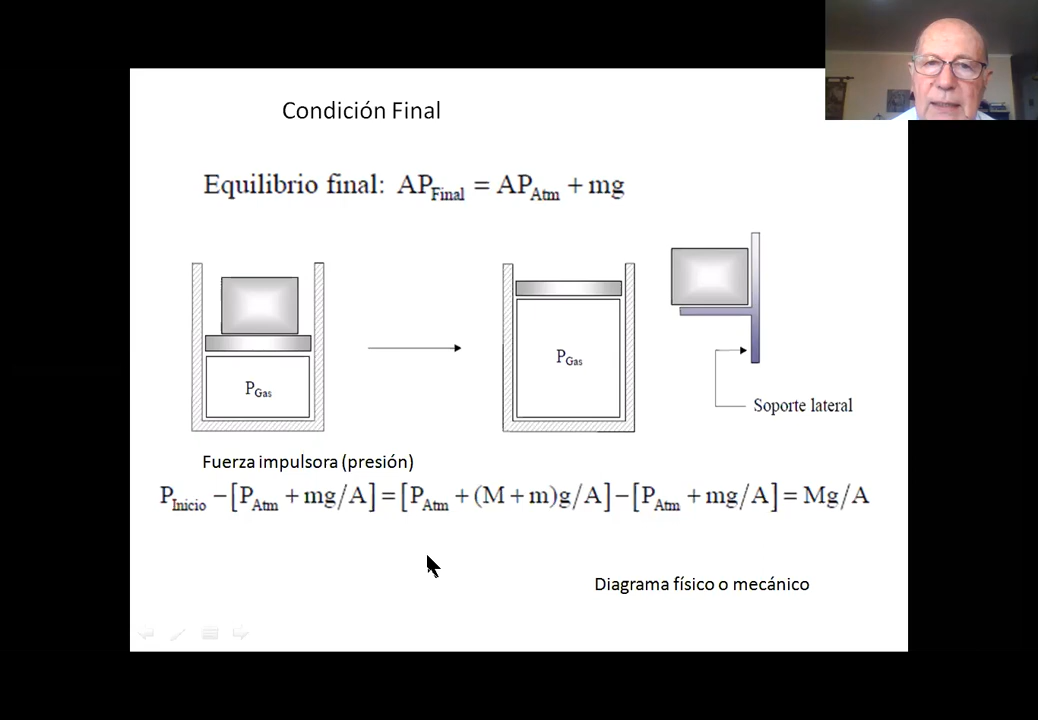 Condición Final
Equilibrio final: AP_Final = AP_Atm + mg
P_Gas
P_Gas
Soporte lateral
Fuerza impulsora (presión)
P_Inicio − [P_Atm + mg/A] = [P_Atm + (M + m)g/A] − [P_Atm + mg/A] = Mg/A
Diagrama físico o mecánico